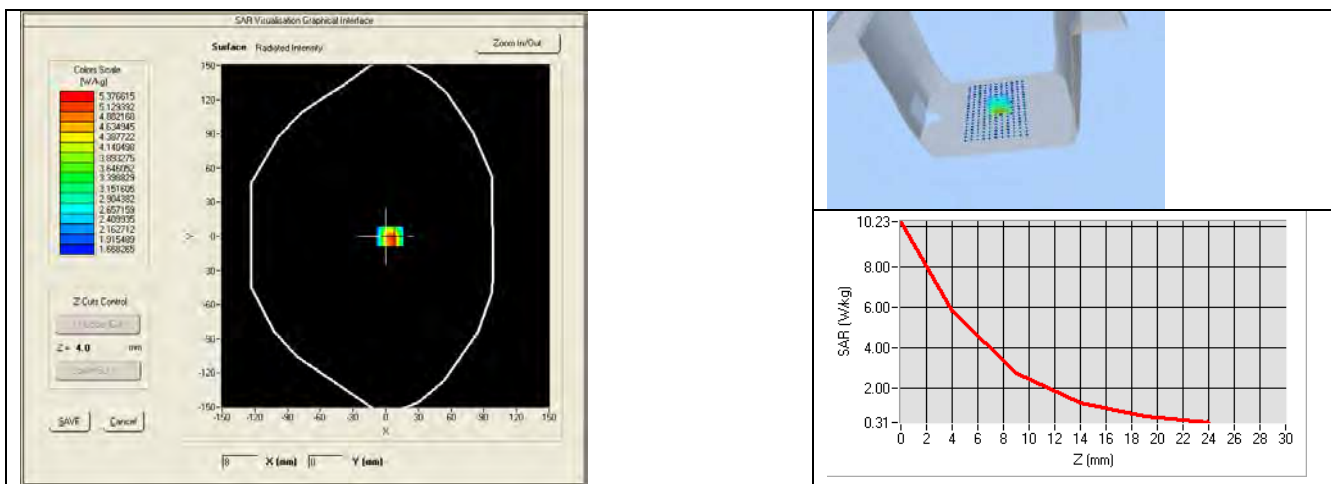 SAR Visualisation Graphical Interface
Surface Radiated Intensity
Zoom In/Out
Colors Scale
(W/kg)
5.376615
5.129392
4.882168
4.634945
4.387722
4.140498
3.893275
3.646052
3.398829
3.151605
2.904382
2.657159
2.409935
2.162712
1.915489
1.668265
150
120
90
60
30
0
-30
-60
-90
-120
-150
Y
-150 -120 -90 -60 -30 0 30 60 90 120 150
X
Z Cuts Control
Z = 4.0 mm
SAVE Cancel
8 X (mm) 0 Y (mm)
10.23
8.00
6.00
4.00
2.00
0.31
SAR (W/kg)
0 2 4 6 8 10 12 14 16 18 20 22 24 26 28 30
Z (mm)